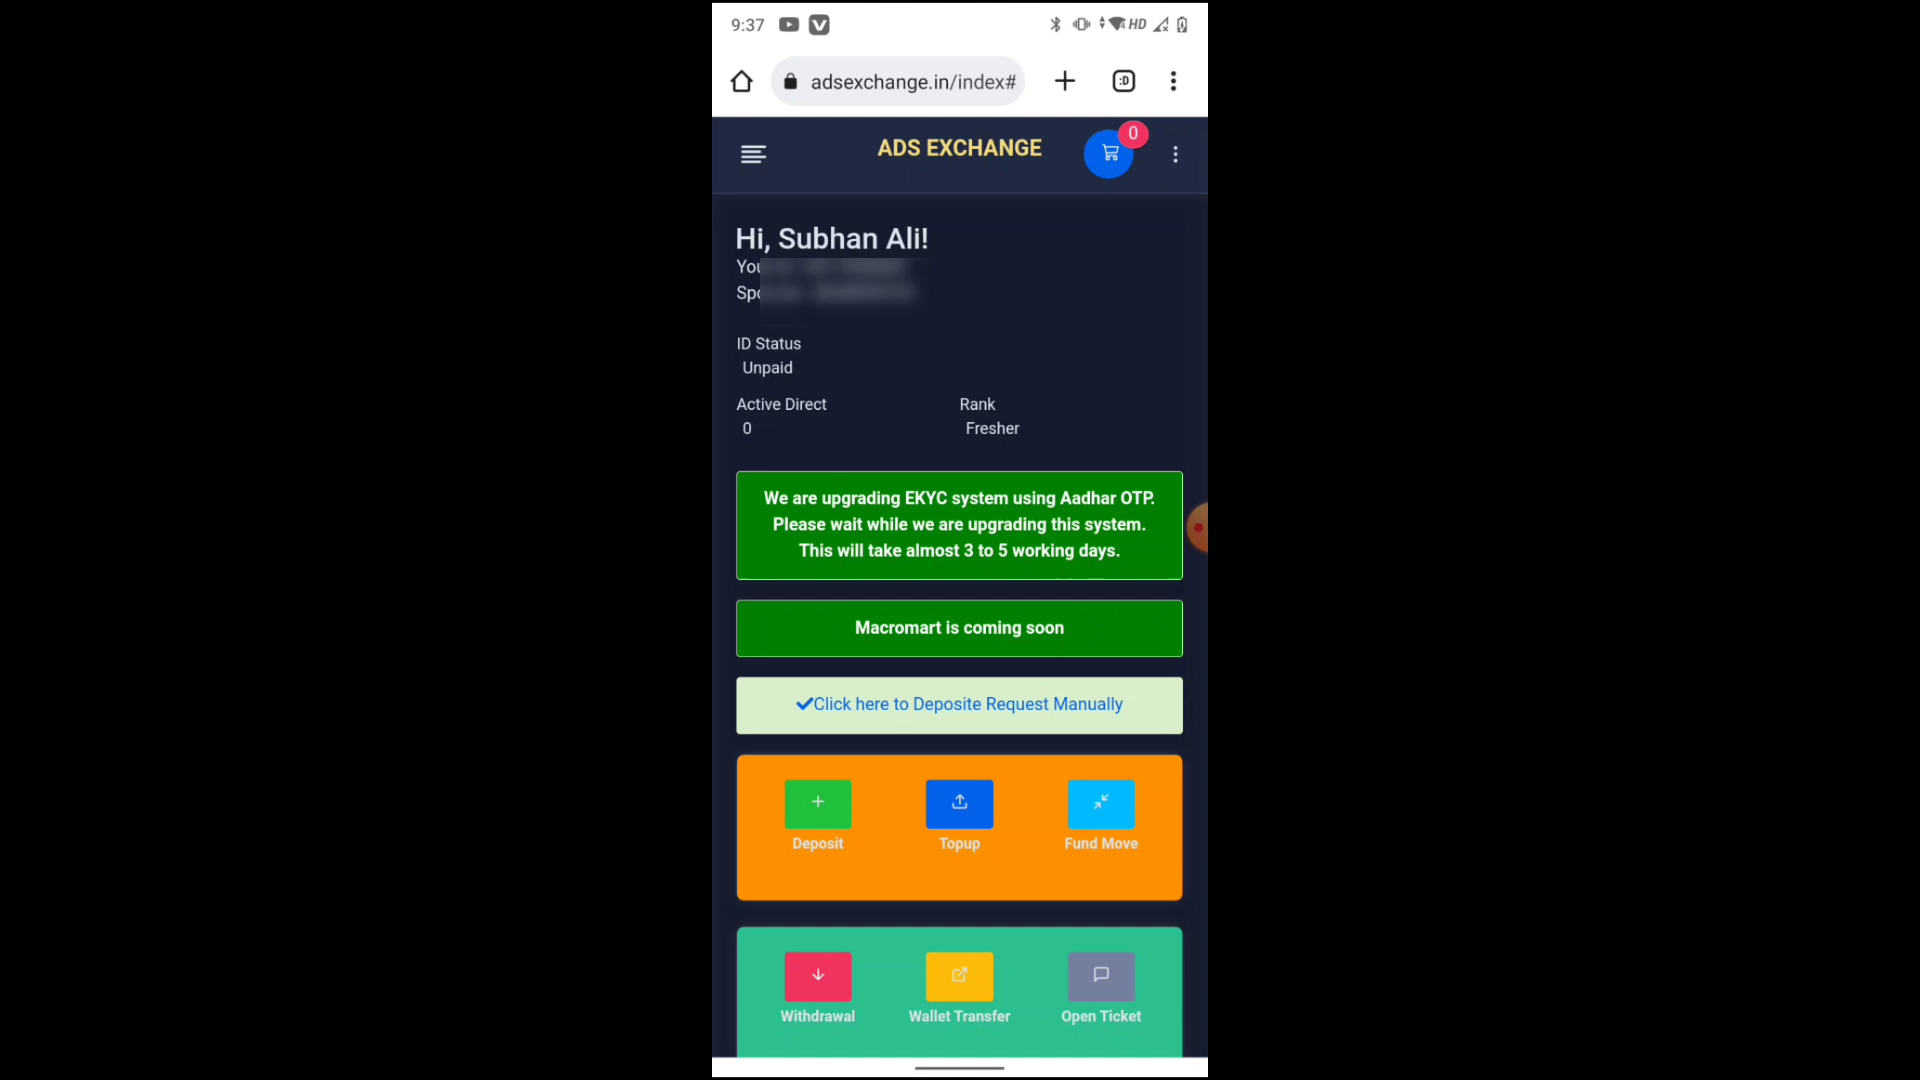 9:37 HD
adsexchange.in/index# :D
ADS EXCHANGE 0
Hi, Subhan Ali!
ID Status
Unpaid
Active Direct Rank
0 Fresher
We are upgrading EKYC system using Aadhar OTP.
Please wait while we are upgrading this system.
This will take almost 3 to 5 working days.
Macromart is coming soon
Click here to Deposite Request Manually
Deposit Topup Fund Move
Withdrawal Wallet Transfer Open Ticket